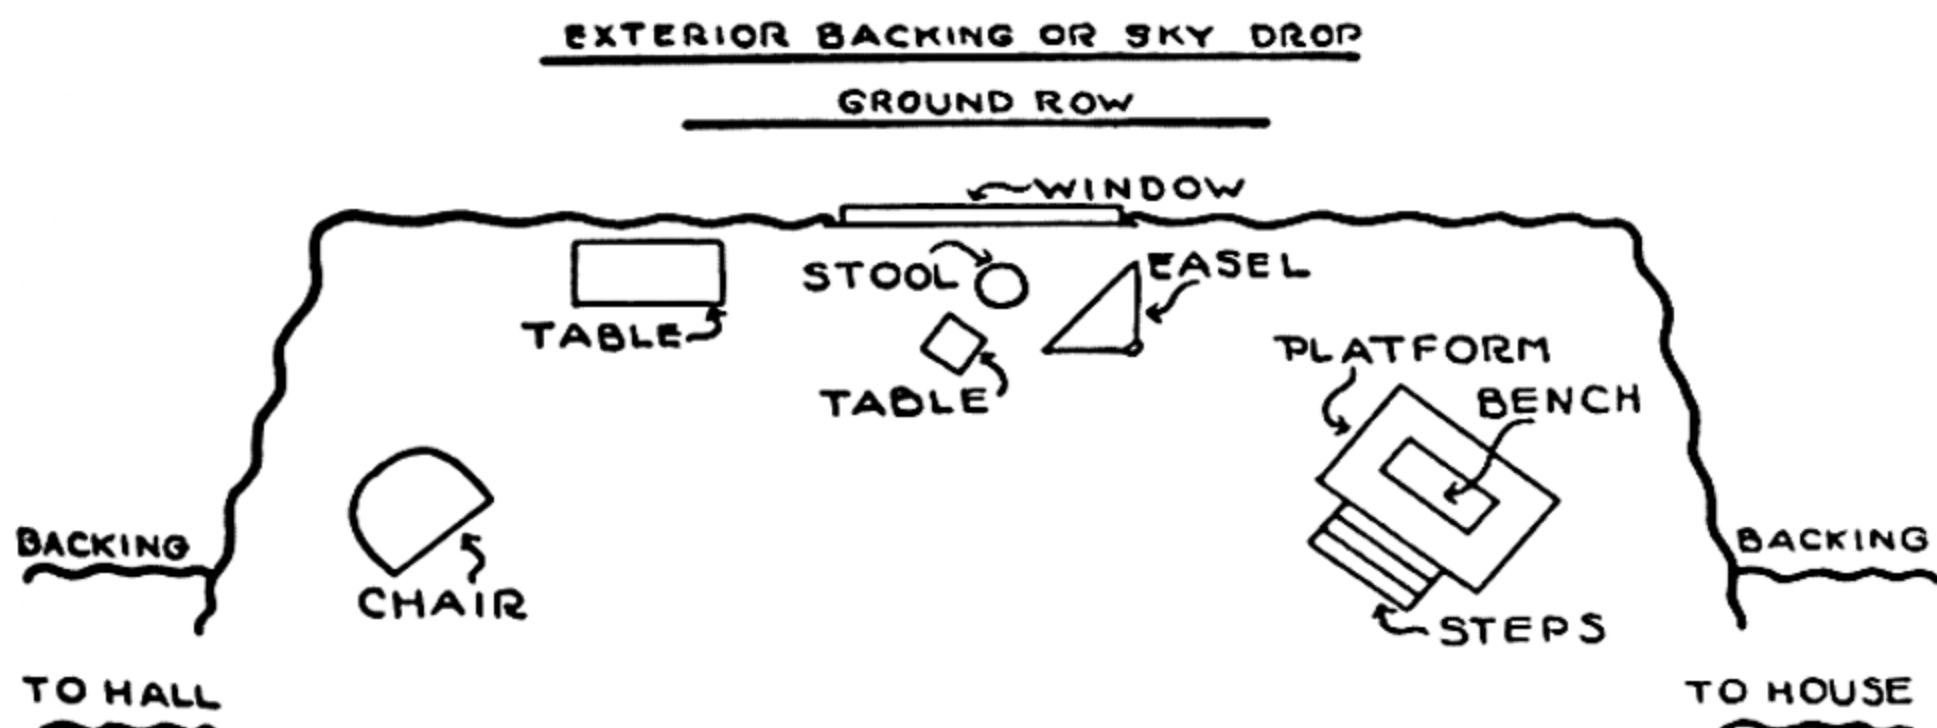 EXTERIOR BACKING OR SKY DROP
GROUND ROW
WINDOW
STOOL
EASEL
TABLE
PLATFORM
TABLE
BENCH
BACKING
BACKING
CHAIR
STEPS
TO HALL
TO HOUSE